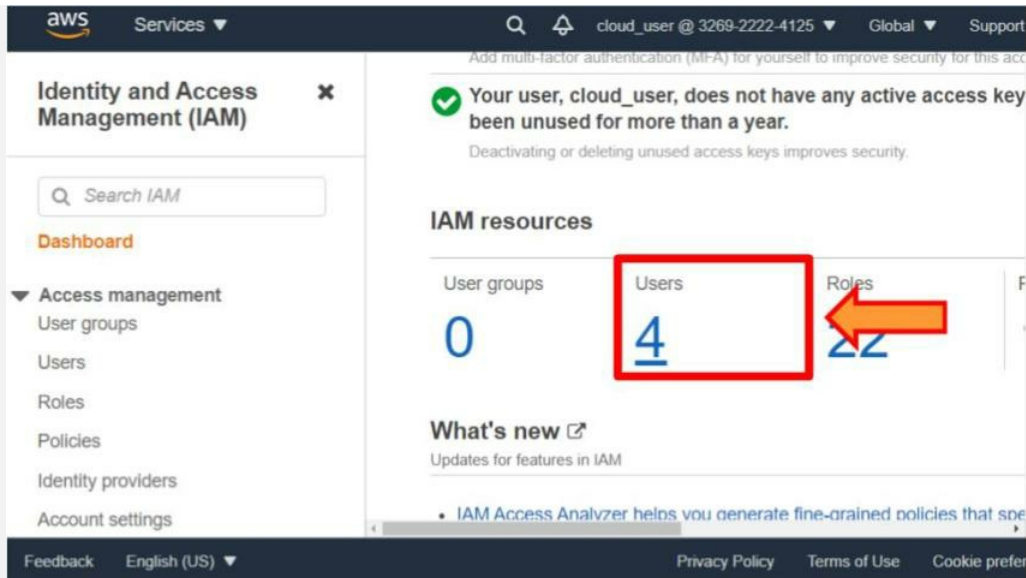 aws
Services
cloud_user @ 3269-2222-4125
Global
Support
Identity and Access
Management (IAM)
Search IAM
Dashboard
Access management
User groups
Users
Roles
Policies
Identity providers
Account settings
Add multi-factor authentication (MFA) for yourself to improve security for this acc
Your user, cloud_user, does not have any active access key
been unused for more than a year.
Deactivating or deleting unused access keys improves security.
IAM resources
User groups
Users
Roles
0
4
22
What's new
Updates for features in IAM
IAM Access Analyzer helps you generate fine-grained policies that spe
Feedback
English (US)
Privacy Policy
Terms of Use
Cookie prefer